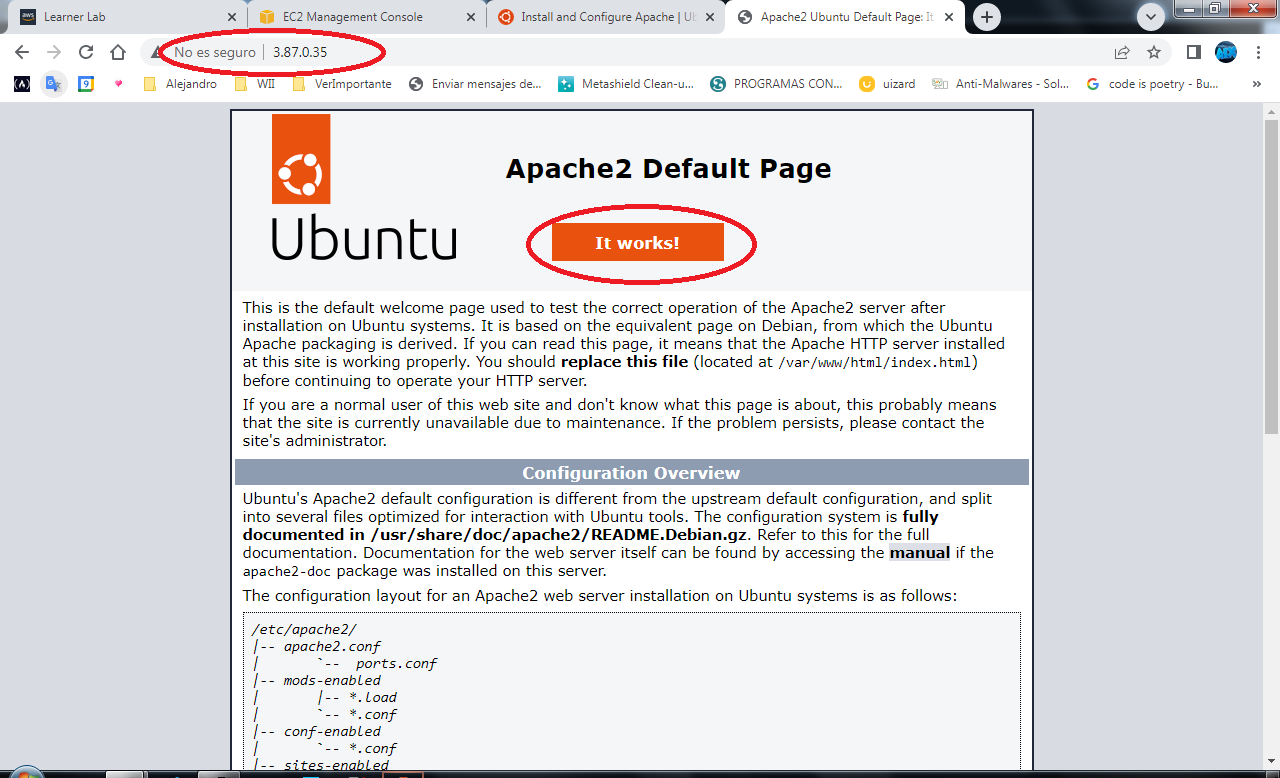 Learner Lab
EC2 Management Console
Install and Configure Apache | Ub
Apache2 Ubuntu Default Page: It
No es seguro | 3.87.0.35
Alejandro
WII
VerImportante
Enviar mensajes de...
Metashield Clean-u...
PROGRAMAS CON...
uizard
Anti-Malwares - Sol...
code is poetry - Bu...
»
Apache2 Default Page
Ubuntu
It works!
This is the default welcome page used to test the correct operation of the Apache2 server after
installation on Ubuntu systems. It is based on the equivalent page on Debian, from which the Ubuntu
Apache packaging is derived. If you can read this page, it means that the Apache HTTP server installed
at this site is working properly. You should replace this file (located at /var/www/html/index.html)
before continuing to operate your HTTP server.
If you are a normal user of this web site and don't know what this page is about, this probably means
that the site is currently unavailable due to maintenance. If the problem persists, please contact the
site's administrator.
Configuration Overview
Ubuntu's Apache2 default configuration is different from the upstream default configuration, and split
into several files optimized for interaction with Ubuntu tools. The configuration system is fully
documented in /usr/share/doc/apache2/README.Debian.gz. Refer to this for the full
documentation. Documentation for the web server itself can be found by accessing the manual if the
apache2-doc package was installed on this server.
The configuration layout for an Apache2 web server installation on Ubuntu systems is as follows:
/etc/apache2/
|-- apache2.conf
|       `--  ports.conf
|-- mods-enabled
|       |-- *.load
|       `-- *.conf
|-- conf-enabled
|       `-- *.conf
|-- sites-enabled